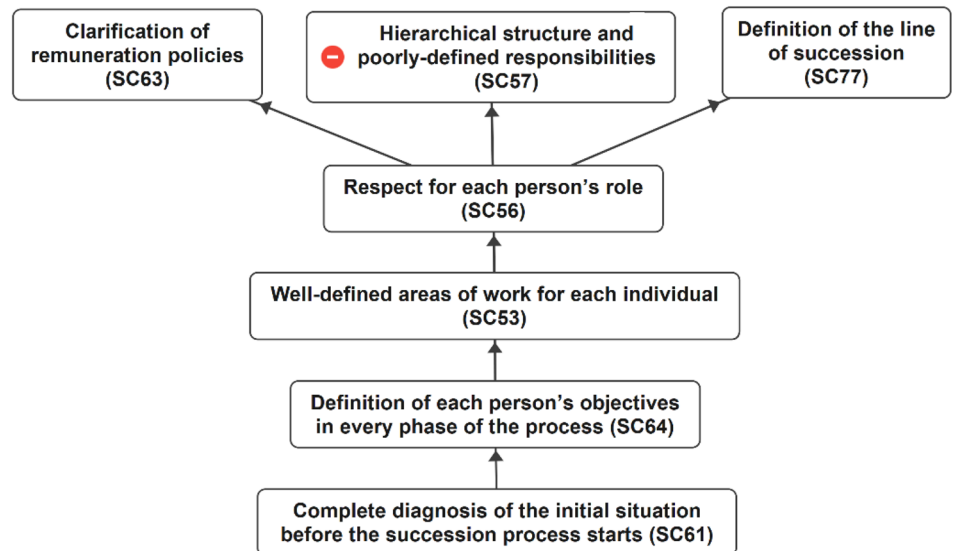 Clarification of
remuneration policies
(SC63)
Hierarchical structure and
poorly-defined responsibilities
(SC57)
Definition of the line
of succession
(SC77)
Respect for each person’s role
(SC56)
Well-defined areas of work for each individual
(SC53)
Definition of each person’s objectives
in every phase of the process (SC64)
Complete diagnosis of the initial situation
before the succession process starts (SC61)